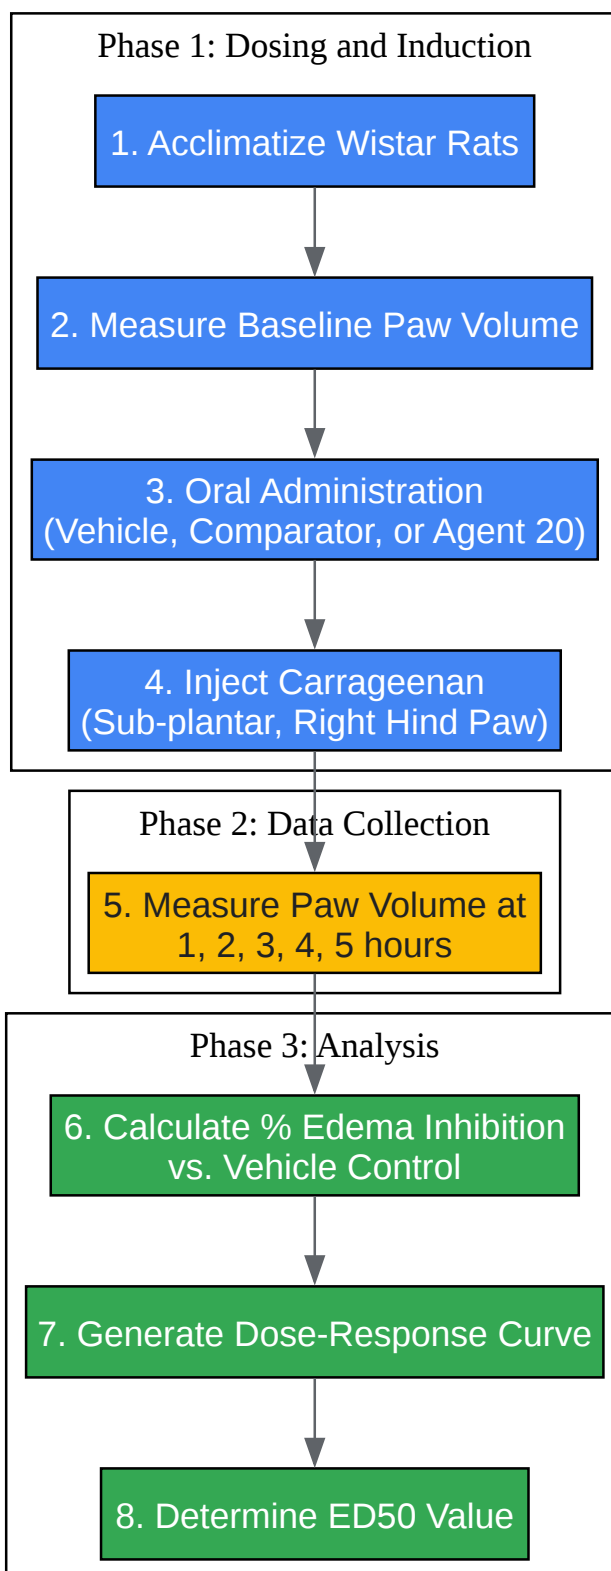 Phase 1: Dosing and Induction
1. Acclimatize Wistar Rats
2. Measure Baseline Paw Volume
3. Oral Administration
(Vehicle, Comparator, or Agent 20)
4. Inject Carrageenan
(Sub-plantar, Right Hind Paw)
Phase 2: Data Collection
5. Measure Paw Volume at
1, 2, 3, 4, 5 hours
Phase 3: Analysis
6. Calculate % Edema Inhibition
vs. Vehicle Control
7. Generate Dose-Response Curve
8. Determine ED50 Value